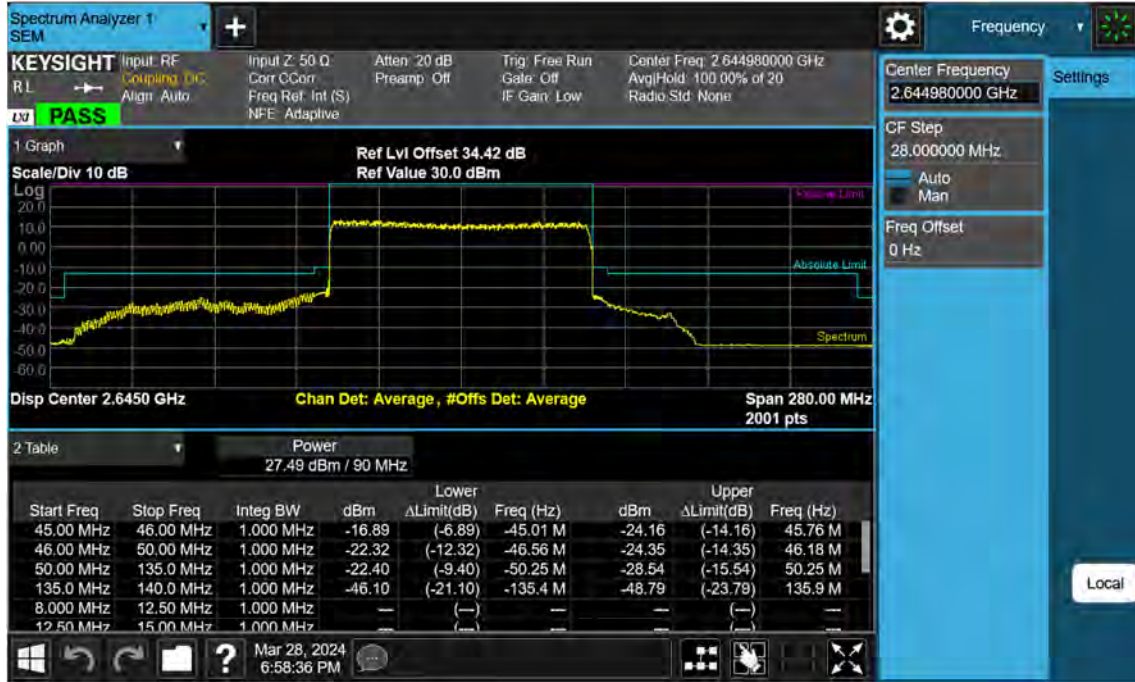 Spectrum Analyzer 1
SEM
+
Frequency
KEYSIGHT
RL
LXI PASS
Input: RF
Coupling: DC
Align: Auto
Input Z: 50 Ω
Corr CCorr
Freq Ref: Int (S)
NFE: Adaptive
Atten: 20 dB
Preamp: Off
Trig: Free Run
Gate: Off
IF Gain: Low
Center Freq: 2.644980000 GHz
Avg|Hold: 100.00% of 20
Radio Std: None
Center Frequency
2.644980000 GHz
Settings
CF Step
28.000000 MHz
Auto
Man
Freq Offset
0 Hz
1 Graph
Scale/Div 10 dB
Ref Lvl Offset 34.42 dB
Ref Value 30.0 dBm
Log
20.0
10.0
0.00
-10.0
-20.0
-30.0
-40.0
-50.0
-60.0
Relative Limit
Absolute Limit
Spectrum
Disp Center 2.6450 GHz
Chan Det: Average, #Offs Det: Average
Span 280.00 MHz
2001 pts
2 Table
Power
27.49 dBm / 90 MHz
Lower Upper
Start Freq Stop Freq Integ BW dBm ΔLimit(dB) Freq (Hz) dBm ΔLimit(dB) Freq (Hz)
45.00 MHz 46.00 MHz 1.000 MHz -16.89 (-6.89) -45.01 M -24.16 (-14.16) 45.76 M
46.00 MHz 50.00 MHz 1.000 MHz -22.32 (-12.32) -46.56 M -24.35 (-14.35) 46.18 M
50.00 MHz 135.0 MHz 1.000 MHz -22.40 (-9.40) -50.25 M -28.54 (-15.54) 50.25 M
135.0 MHz 140.0 MHz 1.000 MHz -46.10 (-21.10) -135.4 M -48.79 (-23.79) 135.9 M
8.000 MHz 12.50 MHz 1.000 MHz --- (---) --- --- (---) ---
12.50 MHz 15.00 MHz 1.000 MHz --- (---) --- --- (---) ---
Local
?
Mar 28, 2024
6:58:36 PM